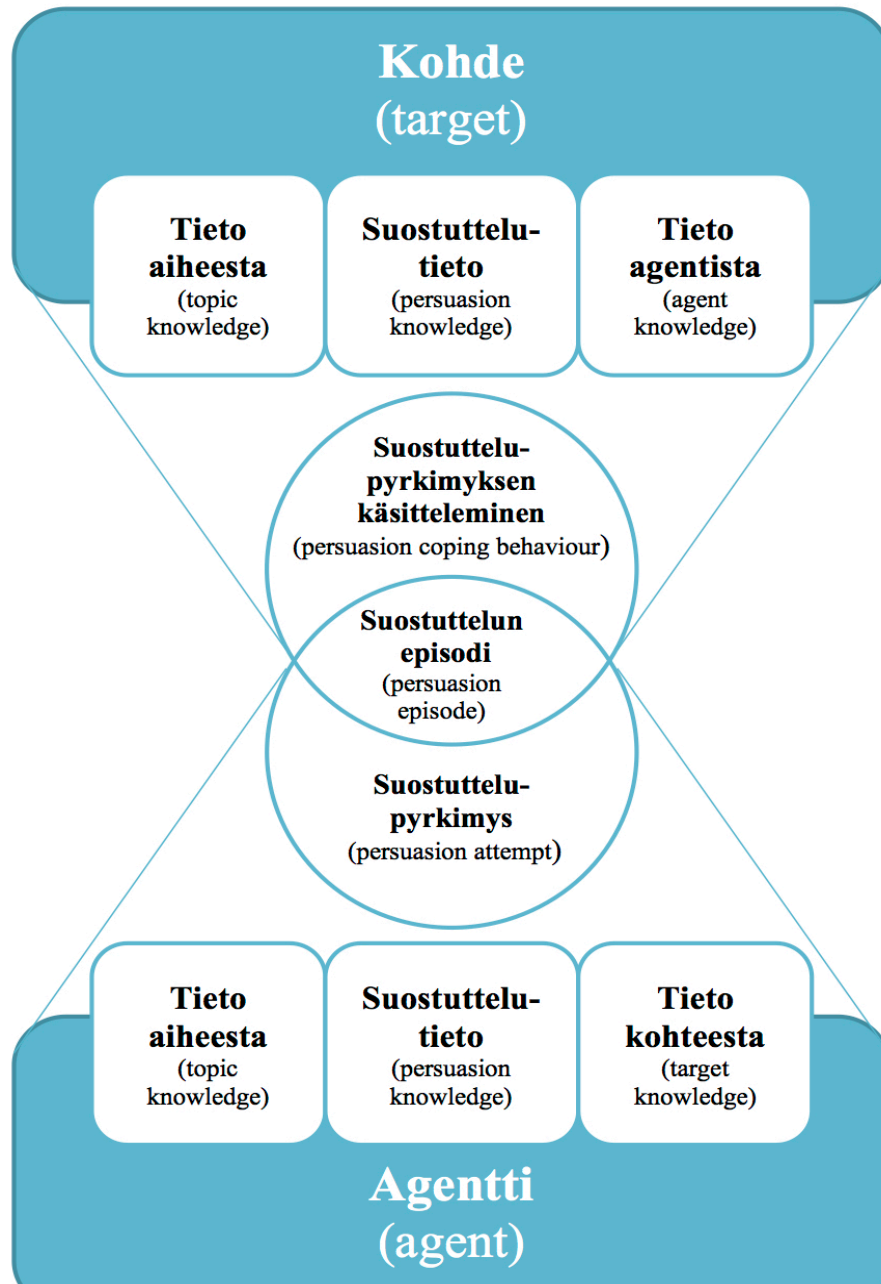 Kohde
(target)
Tieto
aiheesta
(topic
knowledge)
Suostuttelu-
tieto
(persuasion
knowledge)
Tieto
agentista
(agent
knowledge)
Suostuttelu-
pyrkimyksen
käsitteleminen
(persuasion coping behaviour)
Suostuttelun
episodi
(persuasion
episode)
Suostuttelu-
pyrkimys
(persuasion attempt)
Tieto
aiheesta
(topic
knowledge)
Suostuttelu-
tieto
(persuasion
knowledge)
Tieto
kohteesta
(target
knowledge)
Agentti
(agent)